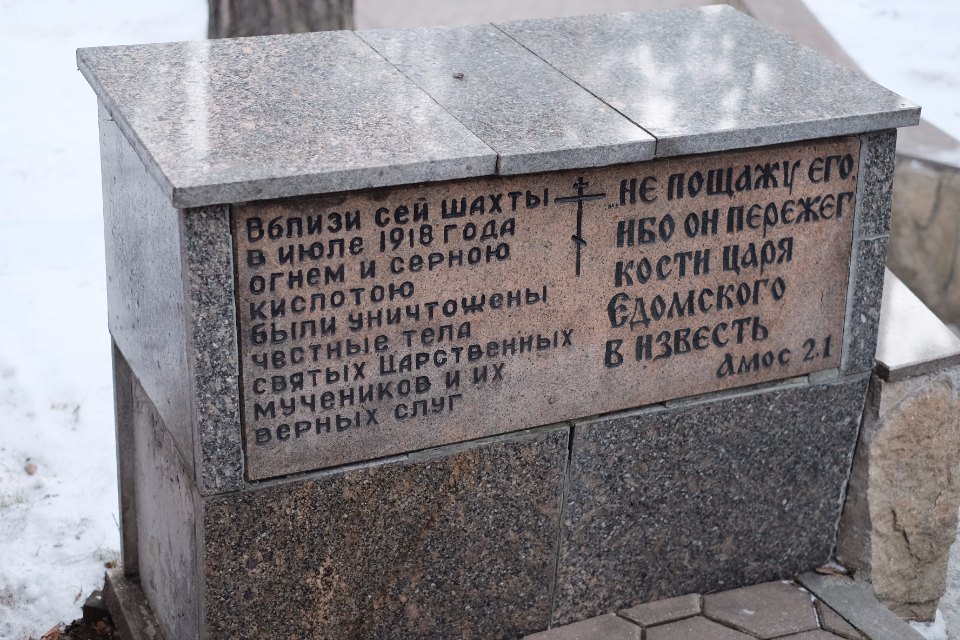 Вблизи сей шахты
в июле 1918 года
огнем и серною
кислотою
были уничтожены
честные тела
святых Царственных
мучеников и их
верных слуг
...не пощажу его,
ибо он пережег
кости царя
Едомского
в известь
Амос 2.1